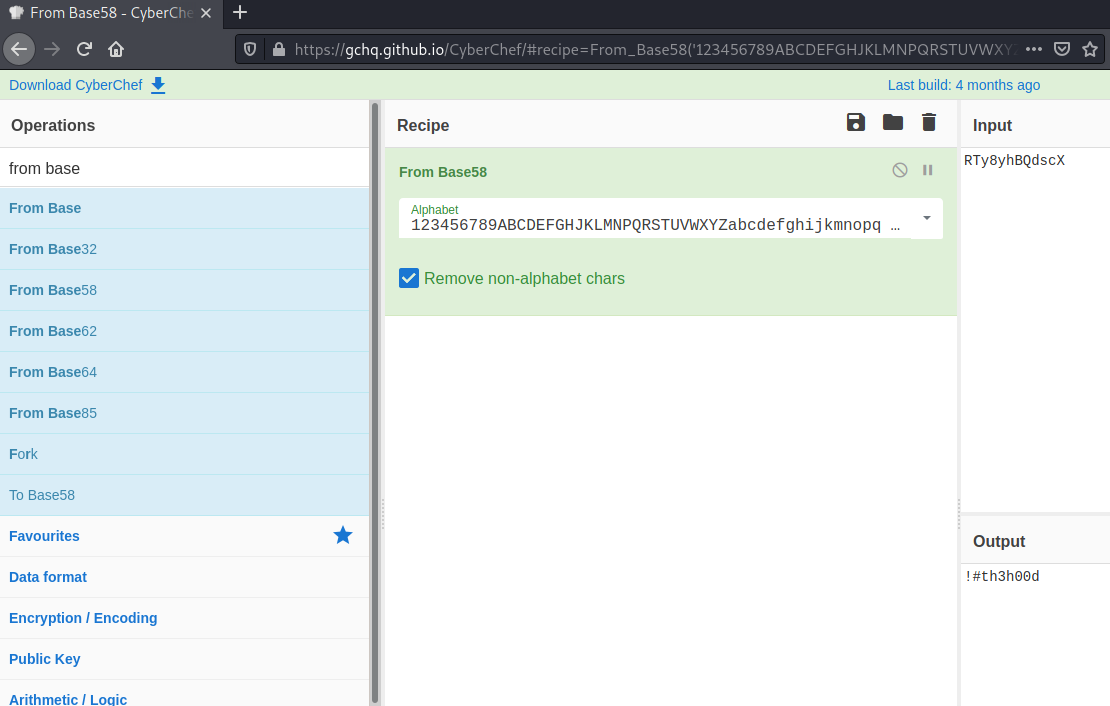 From Base58 - CyberChe
https://gchq.github.io/CyberChef/#recipe=From_Base58('123456789ABCDEFGHJKLMNPQRSTUVWXYZ
Download CyberChef
Last build: 4 months ago
Operations
Recipe
Input
from base
From Base
From Base32
From Base58
From Base62
From Base64
From Base85
Fork
To Base58
Favourites
Data format
Encryption / Encoding
Public Key
Arithmetic / Logic
From Base58
Alphabet
123456789ABCDEFGHJKLMNPQRSTUVWXYZabcdefghijkmnopq …
Remove non-alphabet chars
RTy8yhBQdscX
Output
!#th3h00d